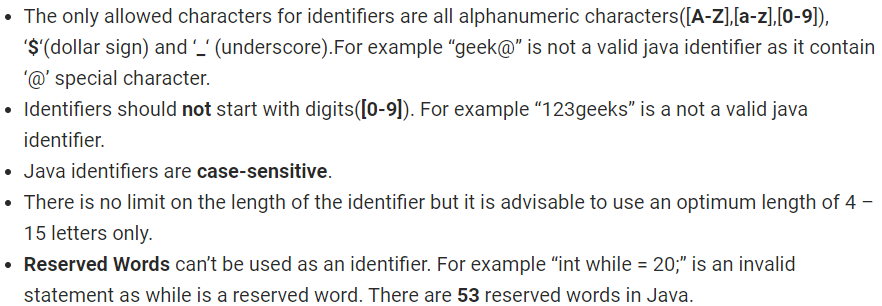 • The only allowed characters for identifiers are all alphanumeric characters([A-Z],[a-z],[0-9]),
‘$‘(dollar sign) and ‘_‘ (underscore).For example “geek@” is not a valid java identifier as it contain
‘@’ special character.
• Identifiers should not start with digits([0-9]). For example “123geeks” is a not a valid java
identifier.
• Java identifiers are case-sensitive.
• There is no limit on the length of the identifier but it is advisable to use an optimum length of 4 –
15 letters only.
• Reserved Words can’t be used as an identifier. For example “int while = 20;” is an invalid
statement as while is a reserved word. There are 53 reserved words in Java.